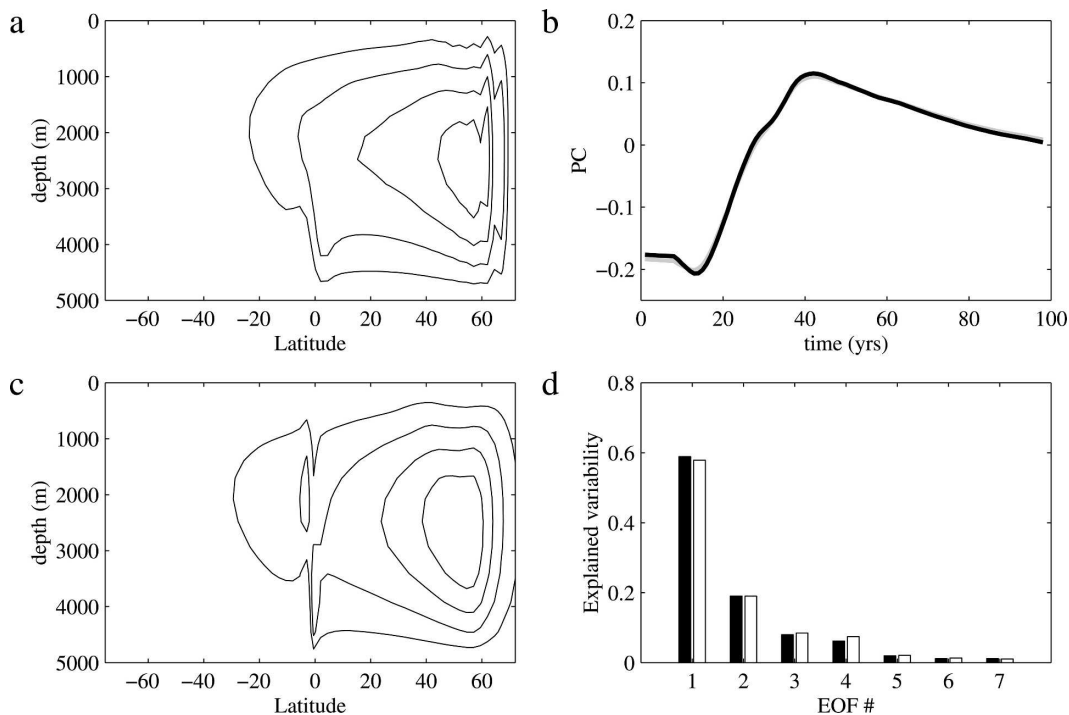 a
0
1000
2000
3000
4000
5000
depth (m)
−60 −40 −20 0 20 40 60
Latitude
b
0.2
0.1
0
−0.1
−0.2
PC
0 20 40 60 80 100
time (yrs)
c
0
1000
2000
3000
4000
5000
depth (m)
−60 −40 −20 0 20 40 60
Latitude
d
0.8
0.6
0.4
0.2
0
Explained variability
1 2 3 4 5 6 7
EOF #